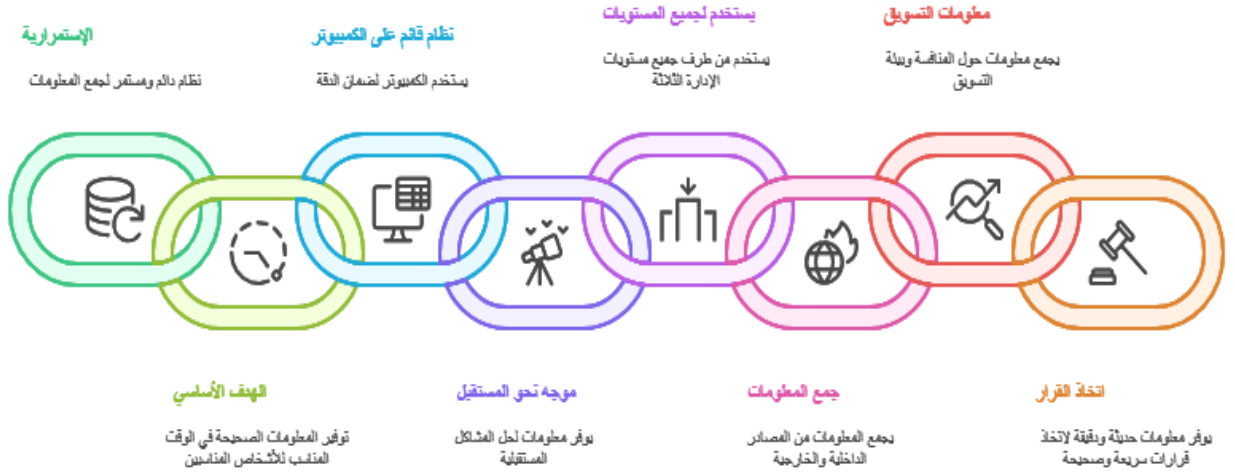 الإستمرارية
نظام دائم ومستمر لجمع المعلومات
نظام قائم على الكمبيوتر
يستخدم الكمبيوتر لضمان الدقة
يستخدم لجميع المستويات
يستخدم من طرف جميع مستويات
الإدارة الثلاثة
معلومات التسويق
يجمع معلومات حول المنافسة وبيئة
التسويق
الهدف الأساسي
توفير المعلومات الصحيحة في الوقت
المناسب للأشخاص المناسبين
موجه نحو المستقبل
يوفر معلومات لحل المشاكل
المستقبلية
جمع المعلومات
يجمع المعلومات من المصادر
الداخلية والخارجية
اتخاذ القرار
يوفر معلومات حديثة ودقيقة لاتخاذ
قرارات سريعة وصحيحة